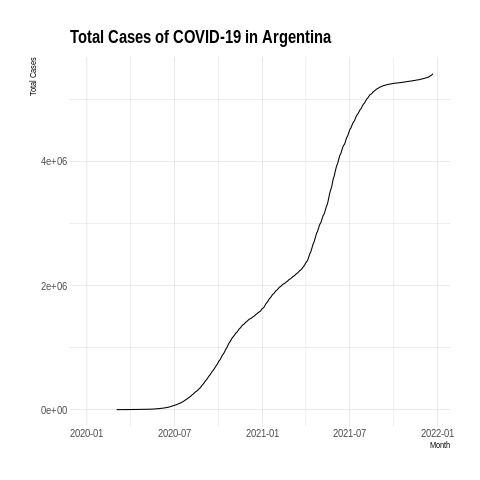 Total Cases of COVID-19 in Argentina
Total Cases
4e+06
2e+06
0e+00
2020-01 2020-07 2021-01 2021-07 2022-01
Month